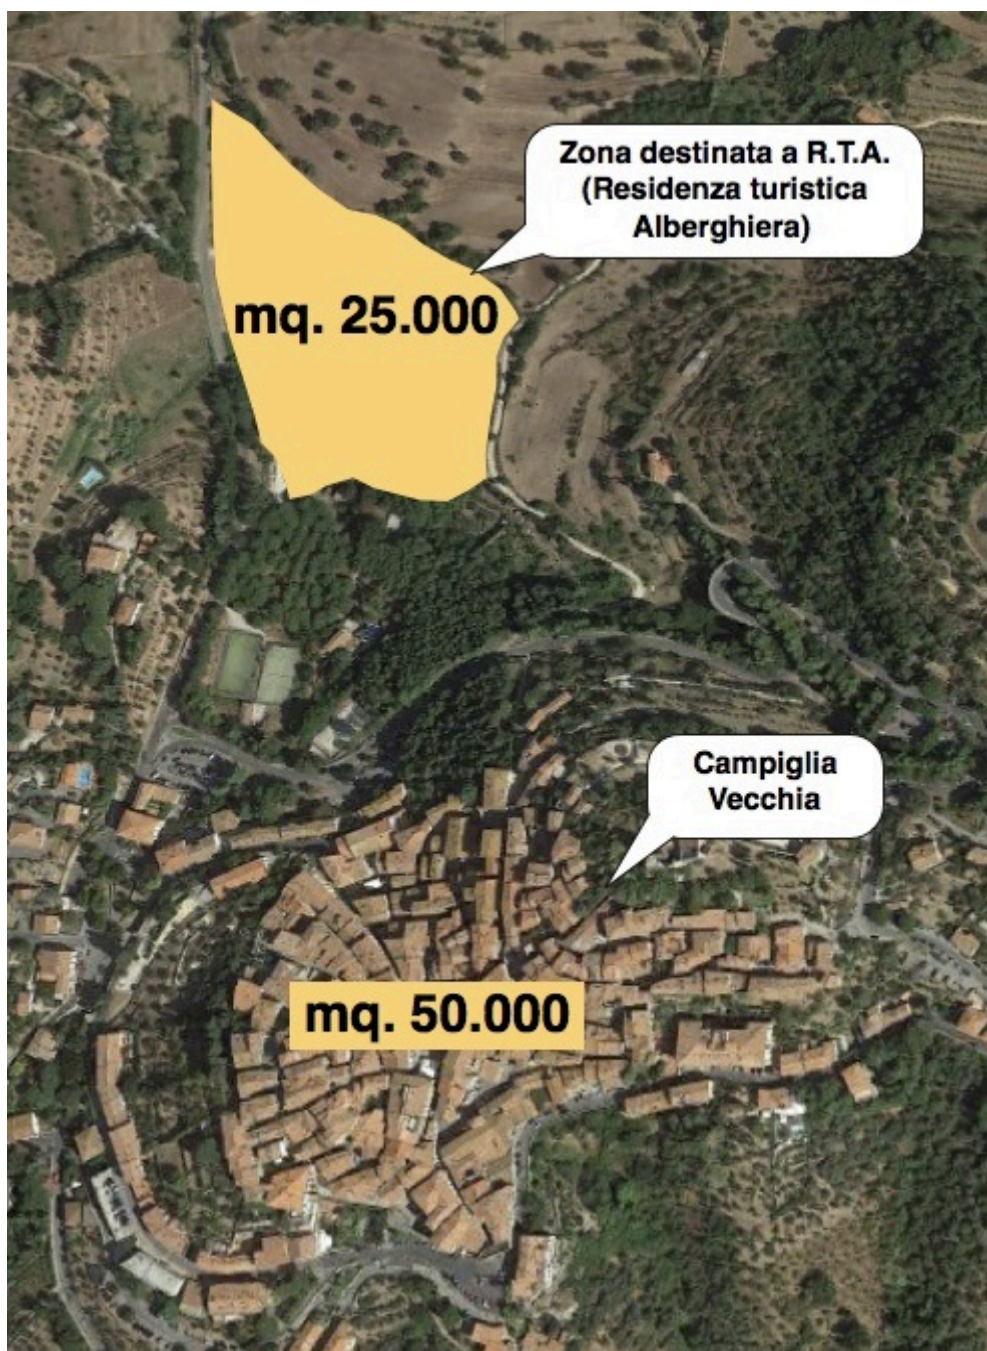 Zona destinata a R.T.A.
(Residenza turistica
Alberghiera)
mq. 25.000
Campiglia
Vecchia
mq. 50.000